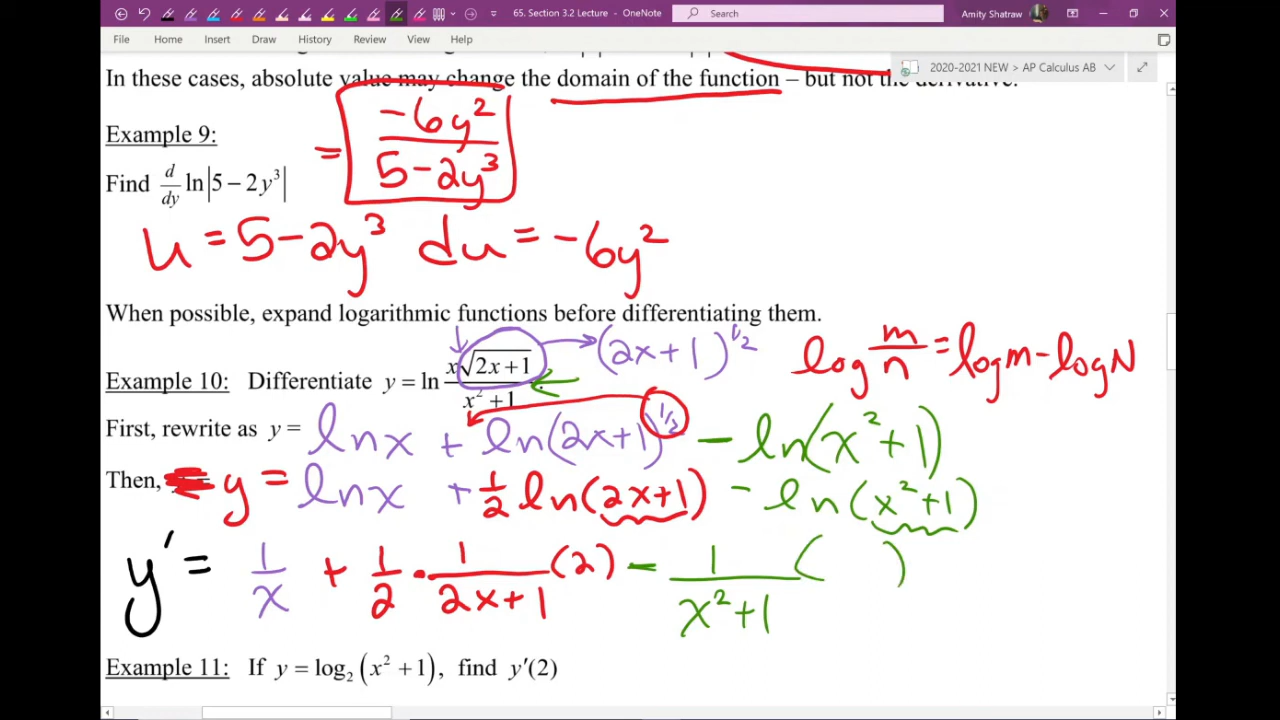 65. Section 3.2 Lecture - OneNote
Search
Amity Shatraw
File Home Insert Draw History Review View Help
2020-2021 NEW > AP Calculus AB
In these cases, absolute value may change the domain of the function – but not the derivative.
Example 9:
= -6y² / (5-2y³)
Find d/dy ln|5 − 2y³|
u = 5-2y³ du = -6y²
When possible, expand logarithmic functions before differentiating them.
(2x+1)^1/2
log m/n = log m - log N
Example 10: Differentiate y = ln x√(2x+1) / (x²+1).
First, rewrite as y = ln x + ln(2x+1)^1/2 - ln(x²+1)
Then, y = ln x + 1/2 ln(2x+1) - ln(x²+1)
y' = 1/x + 1/2 · 1/(2x+1) (2) - 1/(x²+1) ( )
Example 11: If y = log₂(x² + 1), find y′(2)